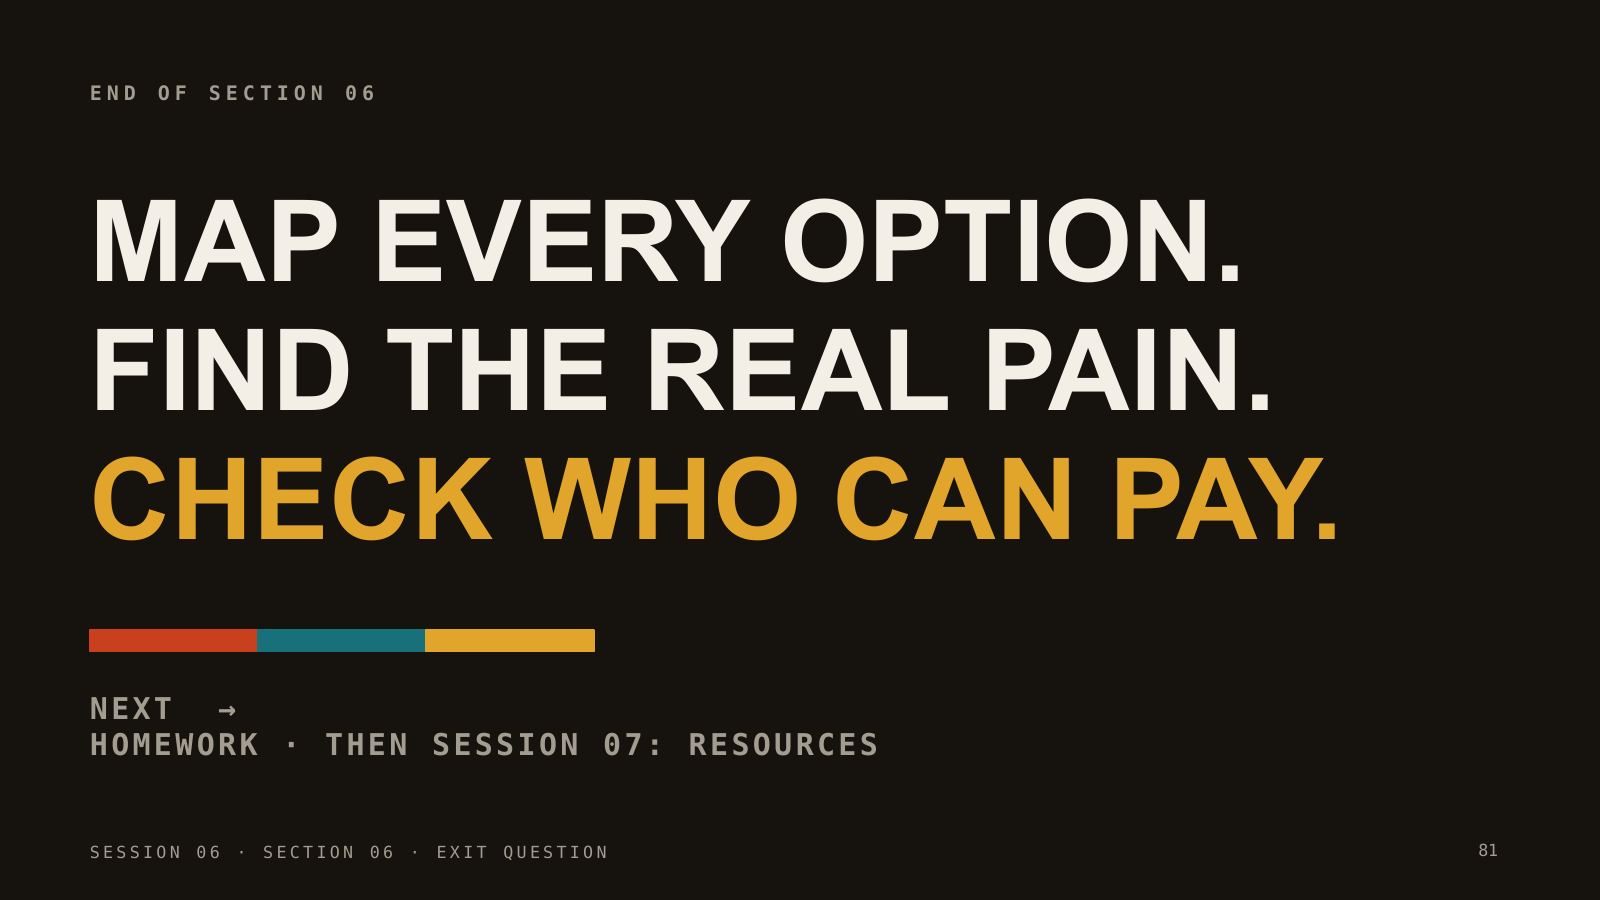 END OF SECTION 06
MAP EVERY OPTION.
FIND THE REAL PAIN.
CHECK WHO CAN PAY.
NEXT →
HOMEWORK · THEN SESSION 07: RESOURCES
SESSION 06 · SECTION 06 · EXIT QUESTION
81